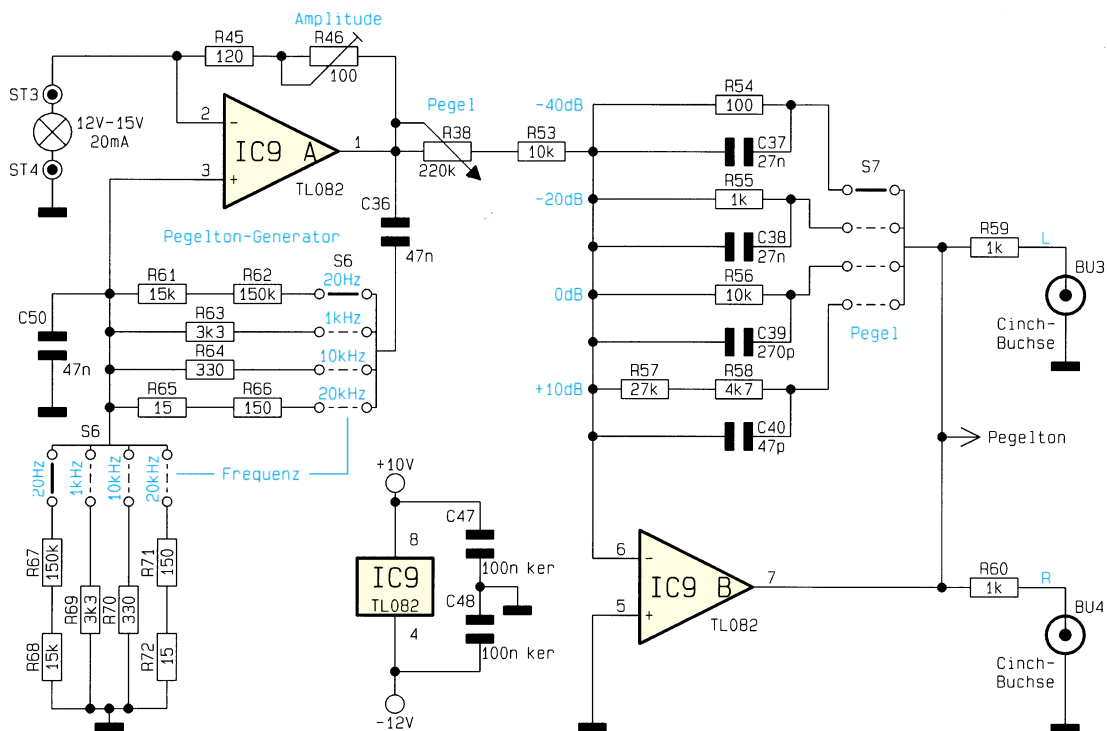 Amplitude
R45
120
R46
100
ST3
12V-15V
20mA
ST4
2
-
3
+
IC9 A
TL082
1
Pegel
R38
220k
R53
10k
C36
47n
-40dB
R54
100
C37
27n
-20dB
R55
1k
C38
27n
0dB
R56
10k
C39
270p
+10dB
R57
27k
R58
4k7
C40
47p
S7
Pegel
R59
1k
L
BU3
Cinch-
Buchse
Pegelton
Pegelton-Generator
S6
R61
15k
R62
150k
20Hz
R63
3k3
1kHz
R64
330
10kHz
R65
15
R66
150
20kHz
C50
47n
S6
20Hz
1kHz
10kHz
20kHz
Frequenz
R67
150k
R68
15k
R69
3k3
R70
330
R71
150
R72
15
+10V
8
IC9
TL082
4
-12V
C47
100n ker
C48
100n ker
6
-
5
+
IC9 B
TL082
7
R60
1k
R
BU4
Cinch-
Buchse